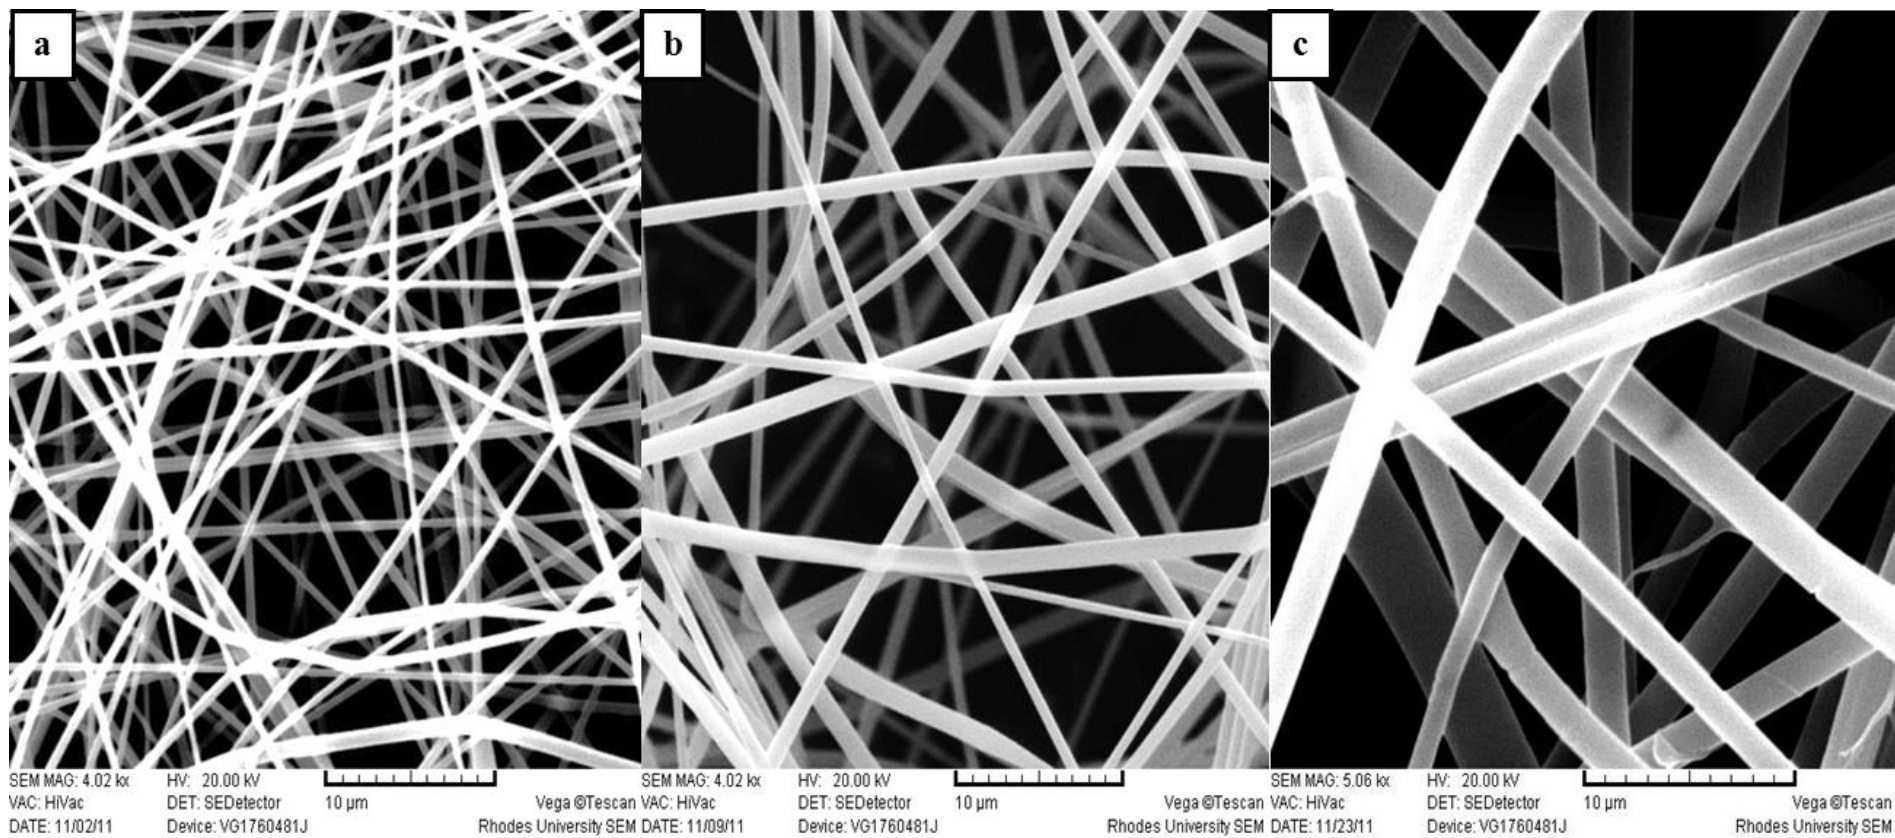 a
SEM MAG: 4.02 kx HV: 20.00 kV
VAC: HiVac DET: SEDetector 10 µm Vega ©Tescan
DATE: 11/02/11 Device: VG1760481J Rhodes University SEM
b
SEM MAG: 4.02 kx HV: 20.00 kV
VAC: HiVac DET: SEDetector 10 µm Vega ©Tescan
DATE: 11/09/11 Device: VG1760481J Rhodes University SEM
c
SEM MAG: 5.06 kx HV: 20.00 kV
VAC: HiVac DET: SEDetector 10 µm Vega ©Tescan
DATE: 11/23/11 Device: VG1760481J Rhodes University SEM